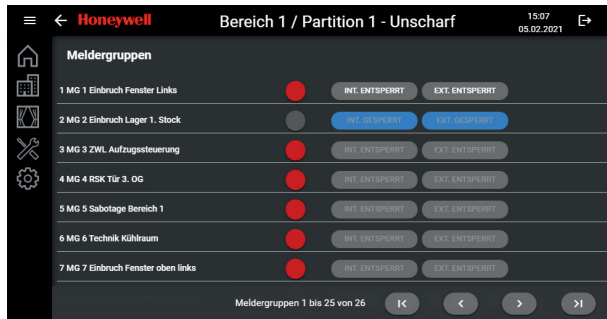 Honeywell
Bereich 1 / Partition 1 - Unscharf
15:07
05.02.2021
Meldergruppen
1 MG 1 Einbruch Fenster Links INT. ENTSPERRT EXT. ENTSPERRT
2 MG 2 Einbruch Lager 1. Stock INT. GESPERRT EXT. GESPERRT
3 MG 3 ZWL Aufzugssteuerung INT. ENTSPERRT EXT. ENTSPERRT
4 MG 4 RSK Tür 3. OG INT. ENTSPERRT EXT. ENTSPERRT
5 MG 5 Sabotage Bereich 1 INT. ENTSPERRT EXT. ENTSPERRT
6 MG 6 Technik Kühlraum INT. ENTSPERRT EXT. ENTSPERRT
7 MG 7 Einbruch Fenster oben links INT. ENTSPERRT EXT. ENTSPERRT
Meldergruppen 1 bis 25 von 26